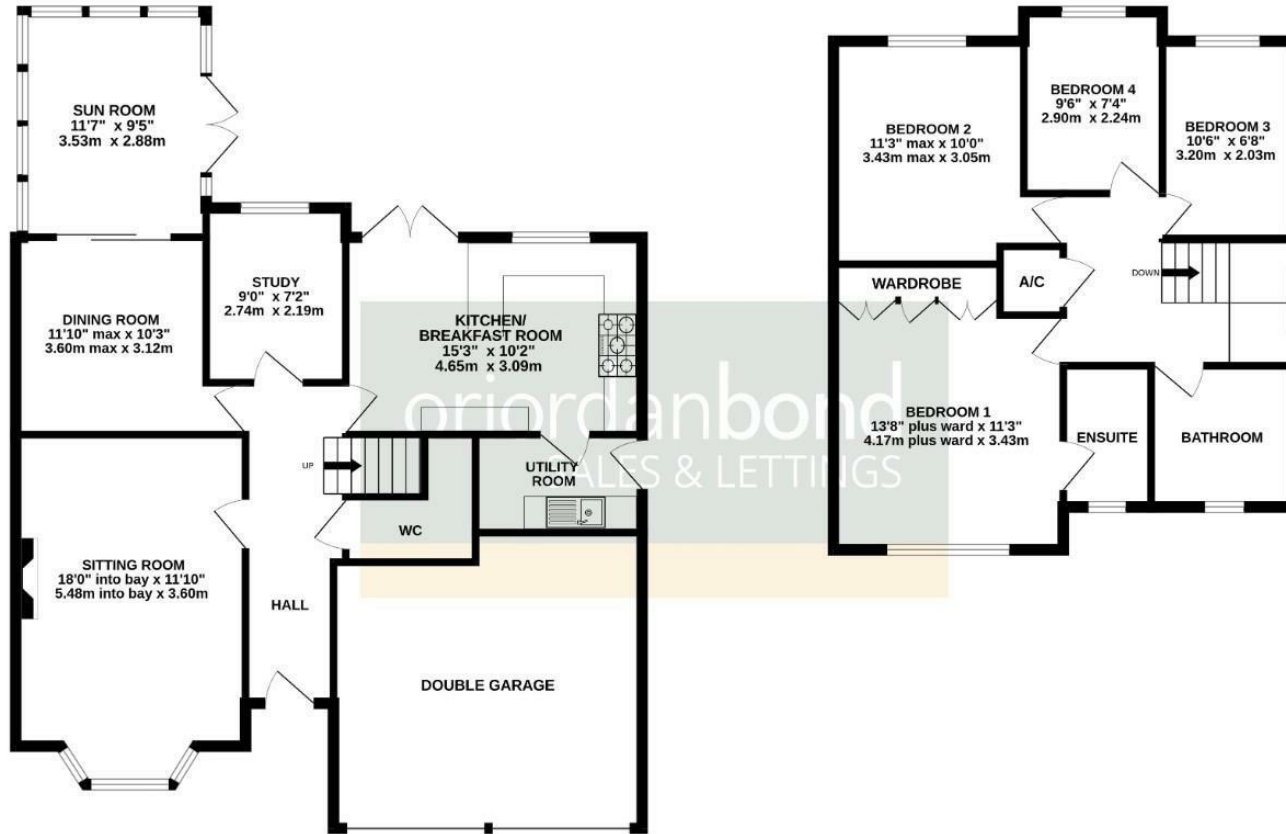 SUN ROOM
11'7" x 9'5"
3.53m x 2.88m
STUDY
9'0" x 7'2"
2.74m x 2.19m
DINING ROOM
11'10" max x 10'3"
3.60m max x 3.12m
KITCHEN/
BREAKFAST ROOM
15'3" x 10'2"
4.65m x 3.09m
UP
UTILITY
ROOM
WC
SITTING ROOM
18'0" into bay x 11'10"
5.48m into bay x 3.60m
HALL
DOUBLE GARAGE
BEDROOM 2
11'3" max x 10'0"
3.43m max x 3.05m
BEDROOM 4
9'6" x 7'4"
2.90m x 2.24m
BEDROOM 3
10'6" x 6'8"
3.20m x 2.03m
WARDROBE
A/C
DOWN
BEDROOM 1
13'8" plus ward x 11'3"
4.17m plus ward x 3.43m
ENSUITE
BATHROOM
oriordanbond
SALES & LETTINGS